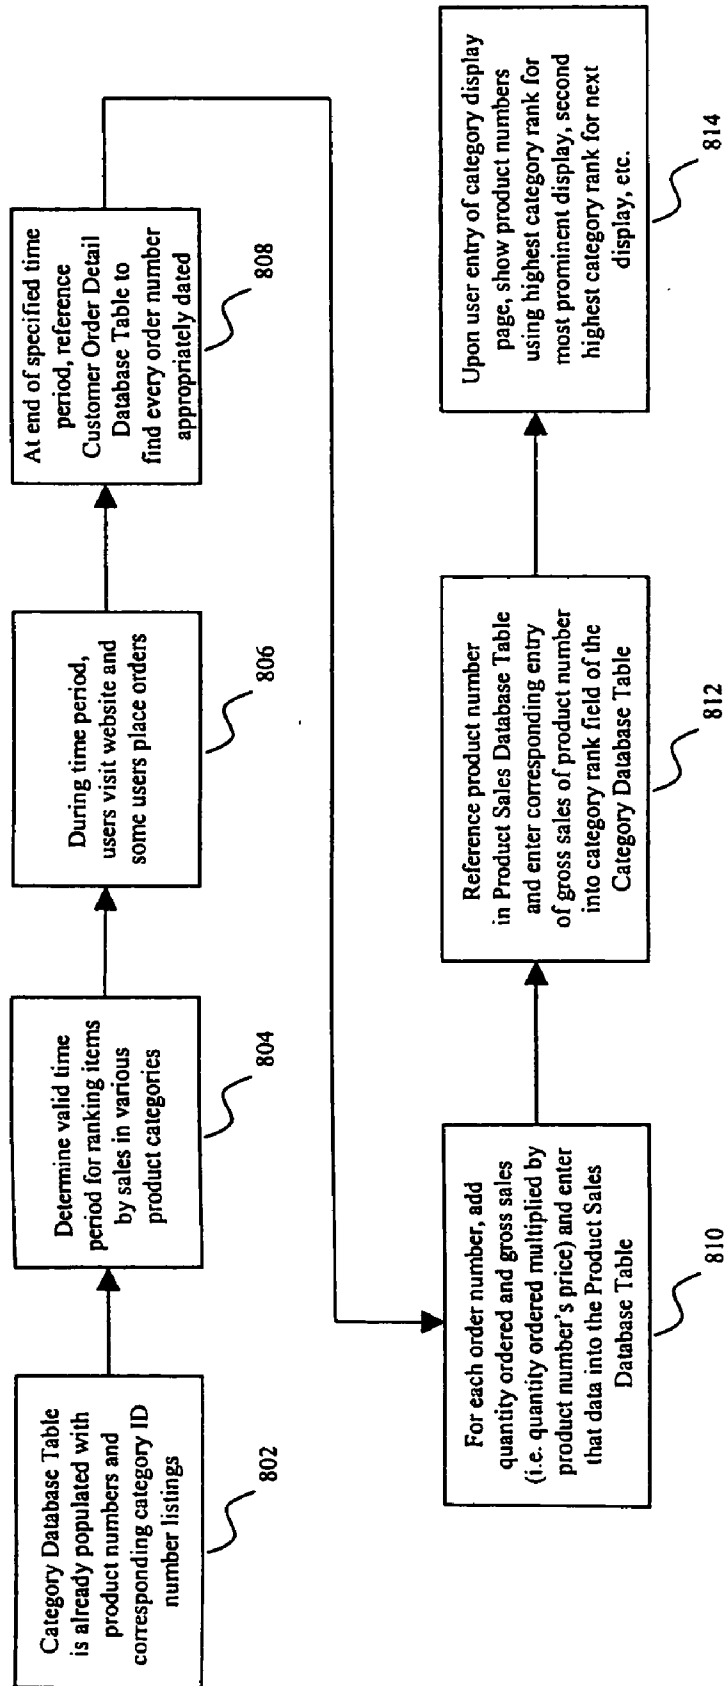 Category Database Table
is already populated with
product numbers and
corresponding category ID
number listings
802
Determine valid time
period for ranking items
by sales in various
product categories
804
During time period,
users visit website and
some users place orders
806
At end of specified time
period, reference
Customer Order Detail
Database Table to
find every order number
appropriately dated
808
For each order number, add
quantity ordered and gross sales
(i.e. quantity ordered multiplied by
product number's price) and enter
that data into the Product Sales
Database Table
810
Reference product number
in Product Sales Database Table
and enter corresponding entry
of gross sales of product number
into category rank field of the
Category Database Table
812
Upon user entry of category display
page, show product numbers
using highest category rank for
most prominent display, second
highest category rank for next
display, etc.
814